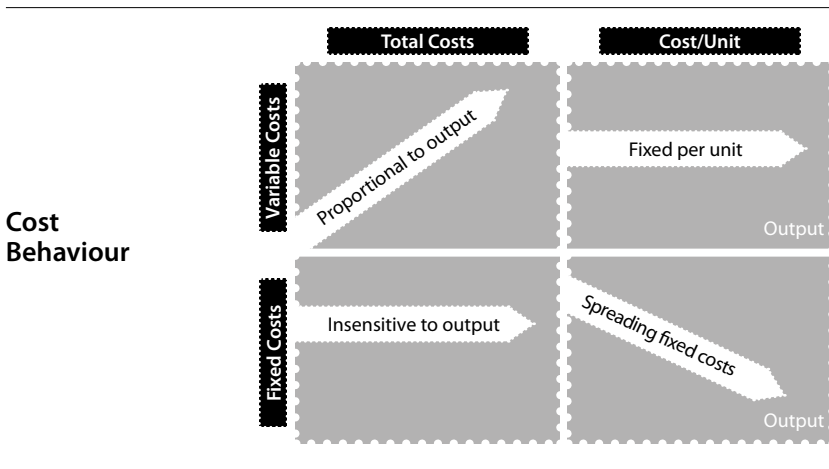 Total Costs
Cost/Unit
Cost
Behaviour
Variable Costs
Proportional to output
Fixed per unit
Output
Fixed Costs
Insensitive to output
Spreading fixed costs
Output